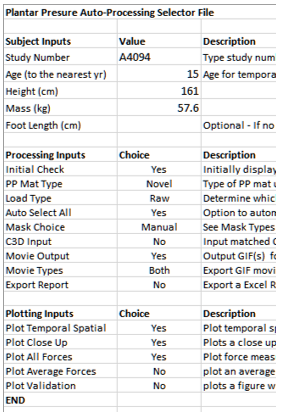 Plantar Presure Auto-Processing Selector File
Subject Inputs Value Description
Study Number A4094 Type study num
Age (to the nearest yr) 15 Age for tempora
Height (cm) 161
Mass (kg) 57.6
Foot Length (cm) Optional - If no
Processing Inputs Choice Description
Initial Check Yes Initially display
PP Mat Type Novel Type of PP mat u
Load Type Raw Determine whic
Auto Select All Yes Option to autom
Mask Choice Manual See Mask Types
C3D Input No Input matched C
Movie Output Yes Output GIF(s) fo
Movie Types Both Export GIF movi
Export Report No Export a Excel R
Plotting Inputs Choice Description
Plot Temporal Spatial Yes Plot temporal sp
Plot Close Up Yes Plots a close up
Plot All Forces Yes Plot force meas
Plot Average Forces No plot an average
Plot Validation No plots a figure w
END